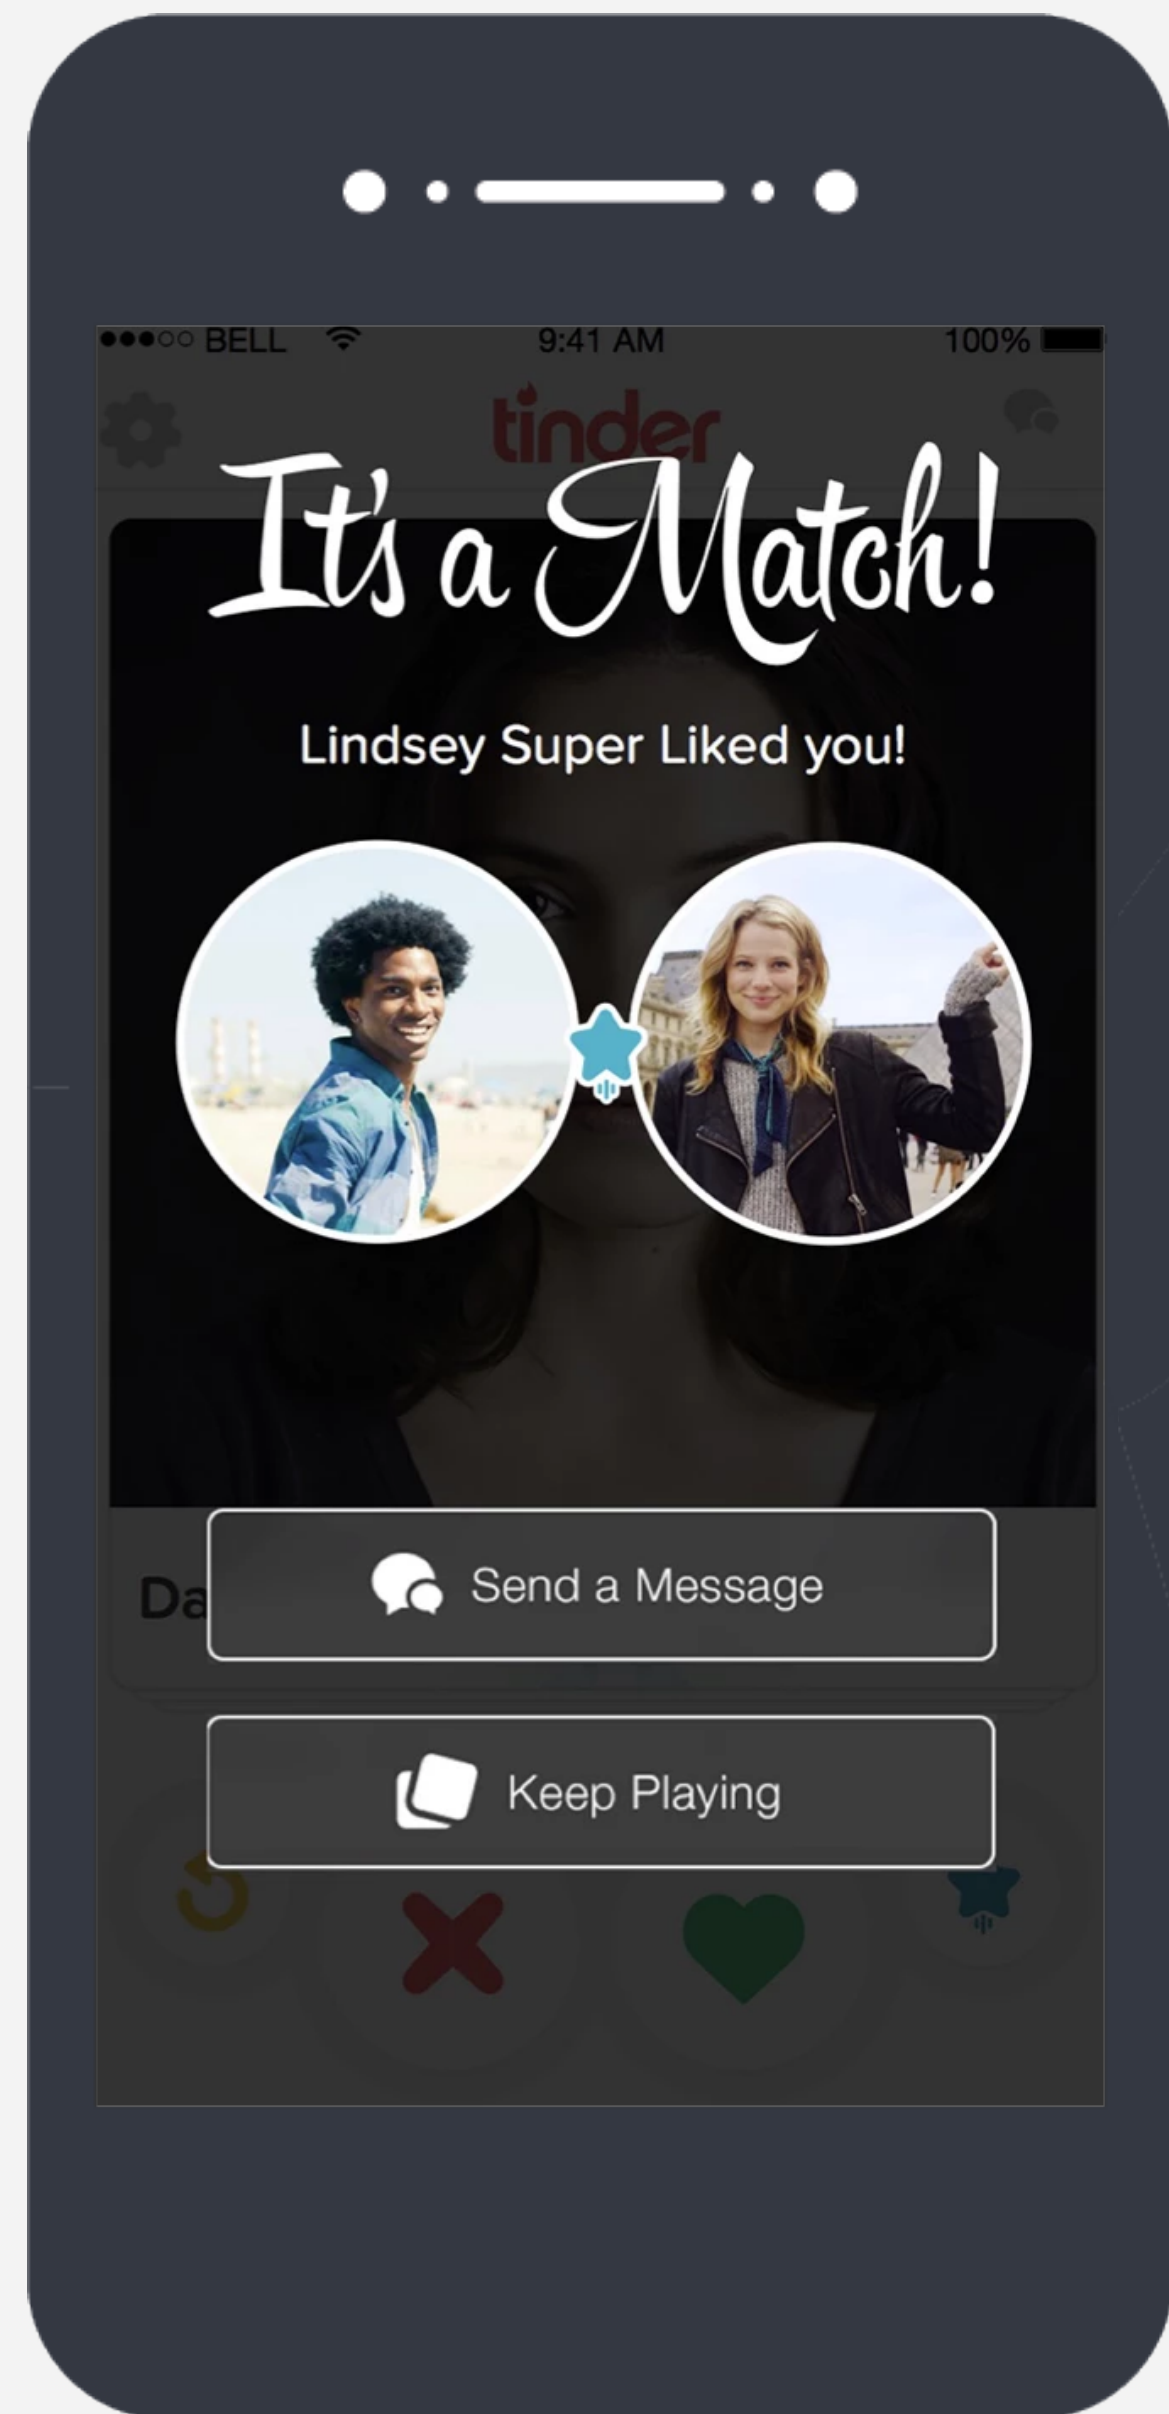 BELL 9:41 AM 100%
tinder
It's a Match!
Lindsey Super Liked you!
Send a Message
Da
Keep Playing